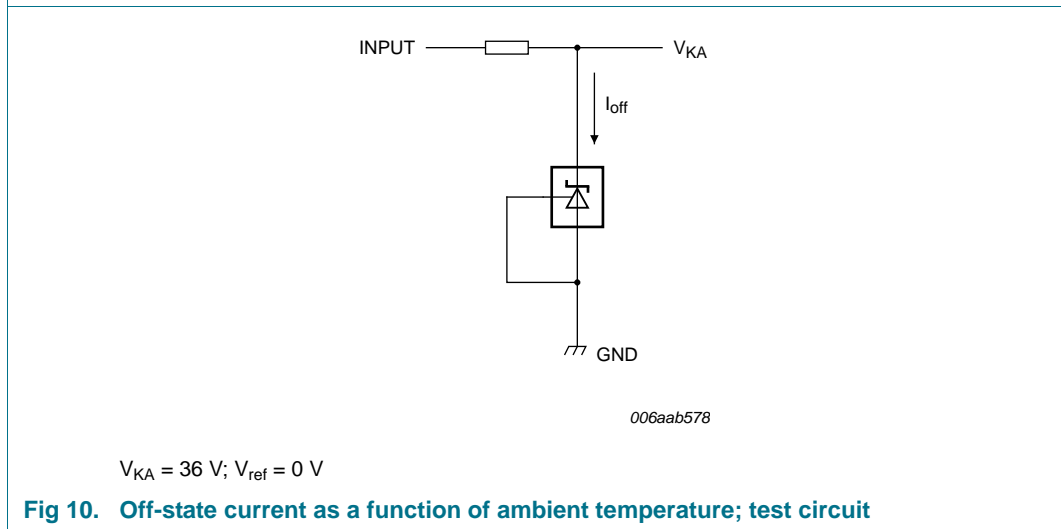 INPUT
VKA
Ioff
GND
006aab578
VKA = 36 V; Vref = 0 V
Fig 10. Off-state current as a function of ambient temperature; test circuit